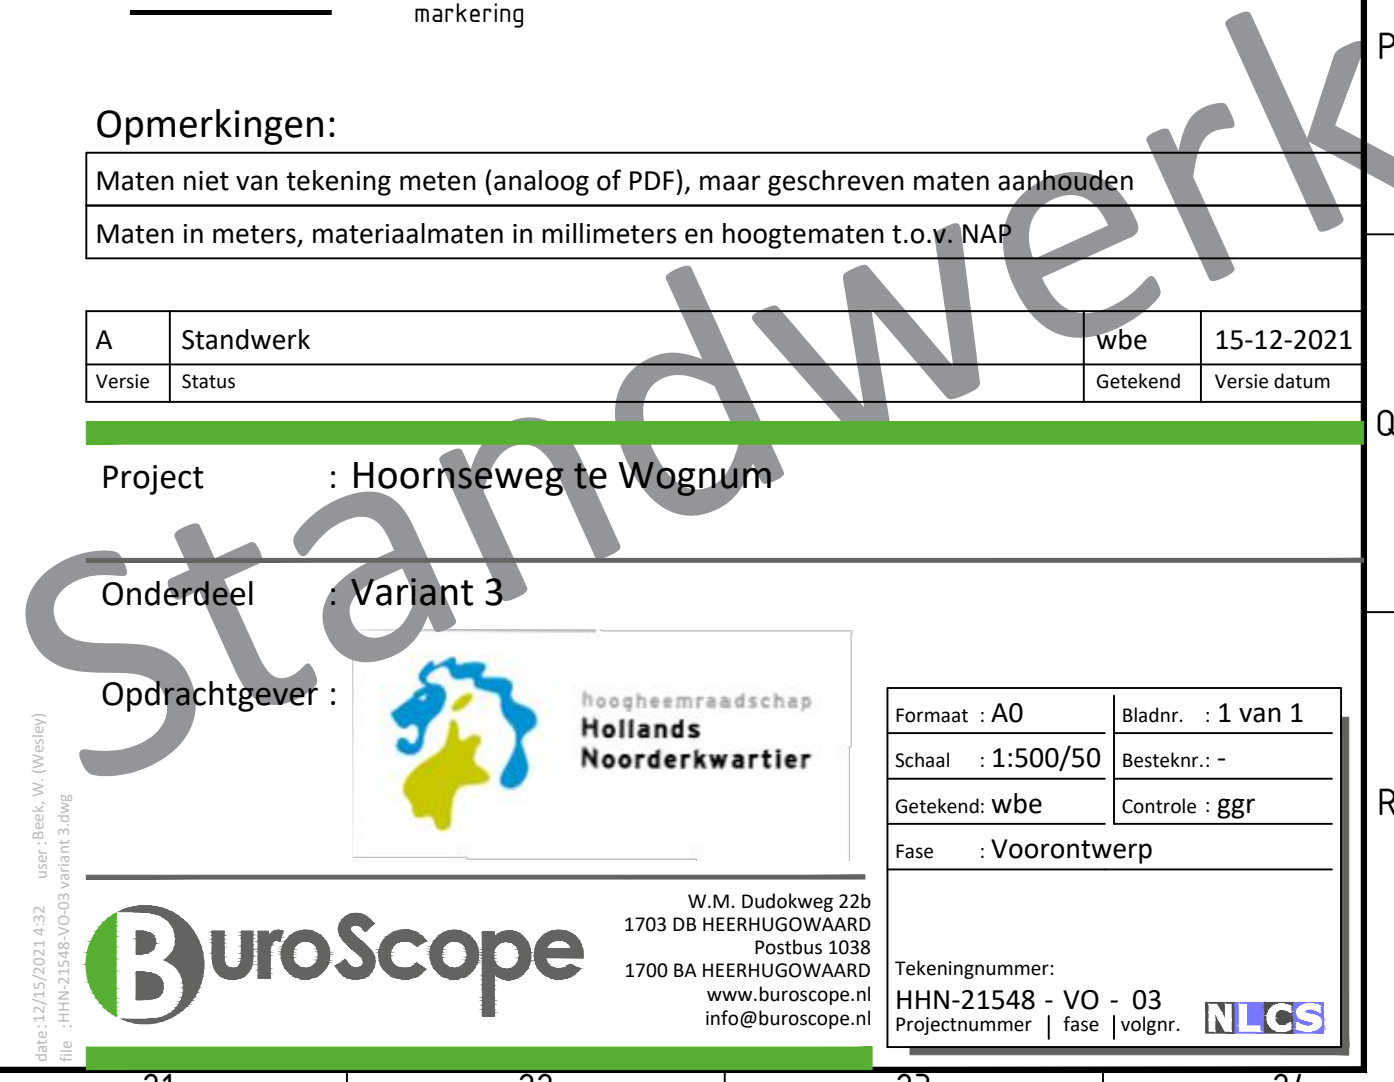 markering
P
Opmerkingen:
Maten niet van tekening meten (analoog of PDF), maar geschreven maten aanhouden
Maten in meters, materiaalmaten in millimeters en hoogtematen t.o.v. NAP
A Standwerk wbe 15-12-2021
Versie Status Getekend Versie datum
Q
Project : Hoornseweg te Wognum
Onderdeel : Variant 3
Opdrachtgever :
hoogheemraadschap
Hollands
Noorderkwartier
Formaat : A0 Bladnr. : 1 van 1
Schaal : 1:500/50 Besteknr.: -
Getekend: wbe Controle : ggr
Fase : Voorontwerp
R
BuroScope
W.M. Dudokweg 22b
1703 DB HEERHUGOWAARD
Postbus 1038
1700 BA HEERHUGOWAARD
www.buroscope.nl
info@buroscope.nl
Tekeningnummer:
HHN-21548 - VO - 03
Projectnummer | fase | volgnr.
NLCS
date:12/15/2021 4:32 user :Beek, W. (Wesley)
file :HHN-21548-VO-03 variant 3.dwg
Standwerk